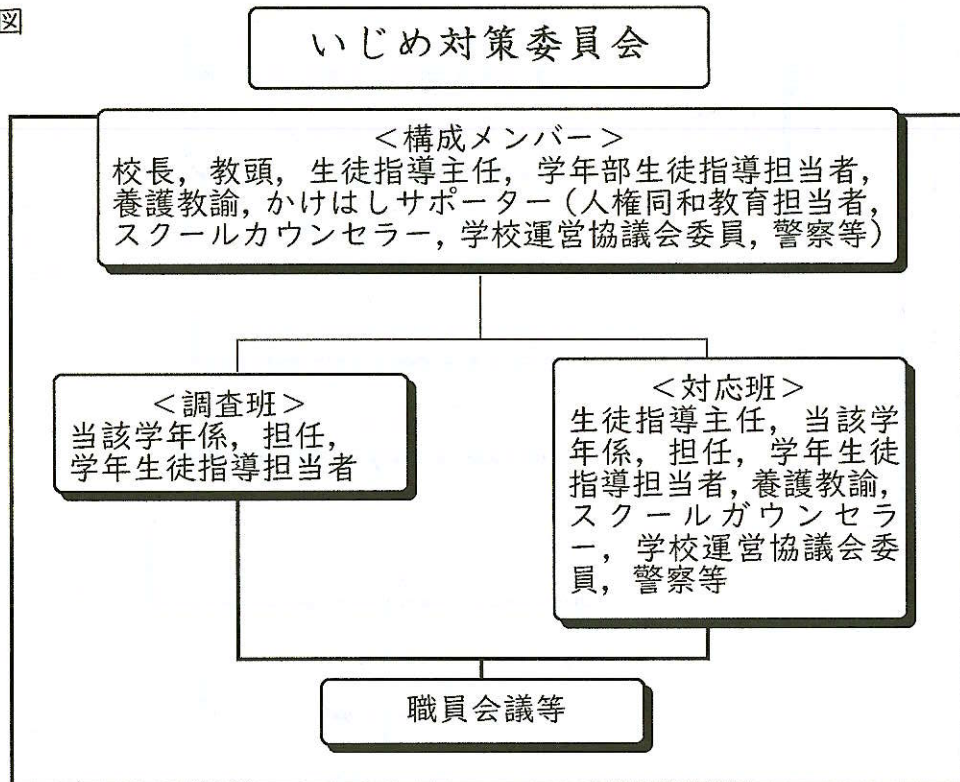 図
いじめ対策委員会
＜構成メンバー＞
校長，教頭，生徒指導主任，学年部生徒指導担当者，
養護教諭，かけはしサポーター（人権同和教育担当者，
スクールカウンセラー，学校運営協議会委員，警察等）
＜調査班＞
当該学年係，担任，
学年生徒指導担当者
＜対応班＞
生徒指導主任，当該学
年係，担任，学年生徒
指導担当者，養護教諭，
スクールガウンセラ
ー，学校運営協議会委
員，警察等
職員会議等